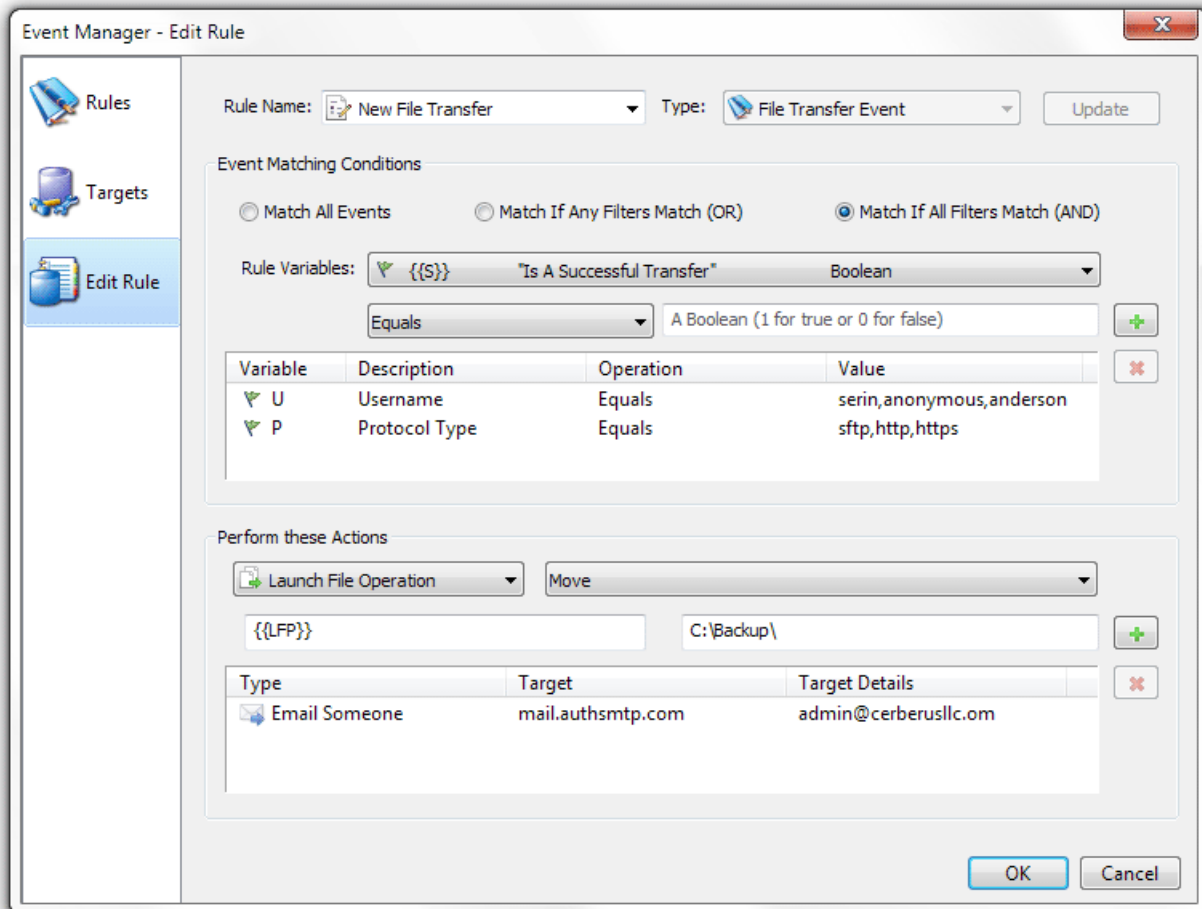 Event Manager - Edit Rule
Rules
Targets
Edit Rule
Rule Name: New File Transfer Type: File Transfer Event Update
Event Matching Conditions
Match All Events Match If Any Filters Match (OR) Match If All Filters Match (AND)
Rule Variables: {{S}} "Is A Successful Transfer" Boolean
Equals A Boolean (1 for true or 0 for false)
Variable Description Operation Value
U Username Equals serin,anonymous,anderson
P Protocol Type Equals sftp,http,https
Perform these Actions
Launch File Operation Move
{{LFP}} C:\Backup\
Type Target Target Details
Email Someone mail.authsmtp.com admin@cerberusllc.om
OK Cancel